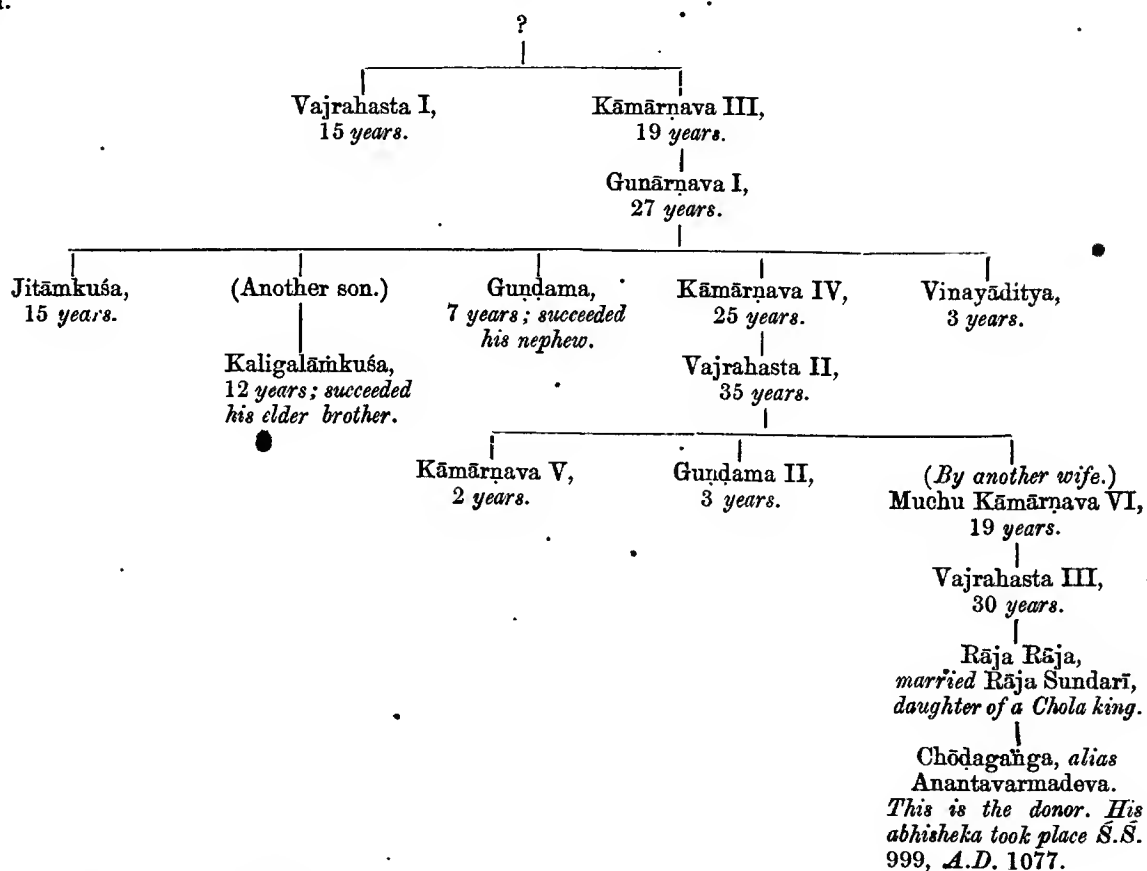 ?
Vajrahasta I,
15 years.
Kāmārṇava III,
19 years.
Gunārṇava I,
27 years.
Jitāmkuśa,
15 years.
(Another son.)
Kaligalāṁkuśa,
12 years; succeeded
his elder brother.
Guṇḍama,
7 years; succeeded
his nephew.
Kāmārṇava IV,
25 years.
Vajrahasta II,
35 years.
Vinayāditya,
3 years.
Kāmārṇava V,
2 years.
Guṇḍama II,
3 years.
(By another wife.)
Muchu Kāmārṇava VI,
19 years.
Vajrahasta III,
30 years.
Rāja Rāja,
married Rāja Sundarī,
daughter of a Chola king.
Chōḍagaṅga, alias
Anantavarmadeva.
This is the donor. His
abhisheka took place Ś.Ś.
999, A.D. 1077.